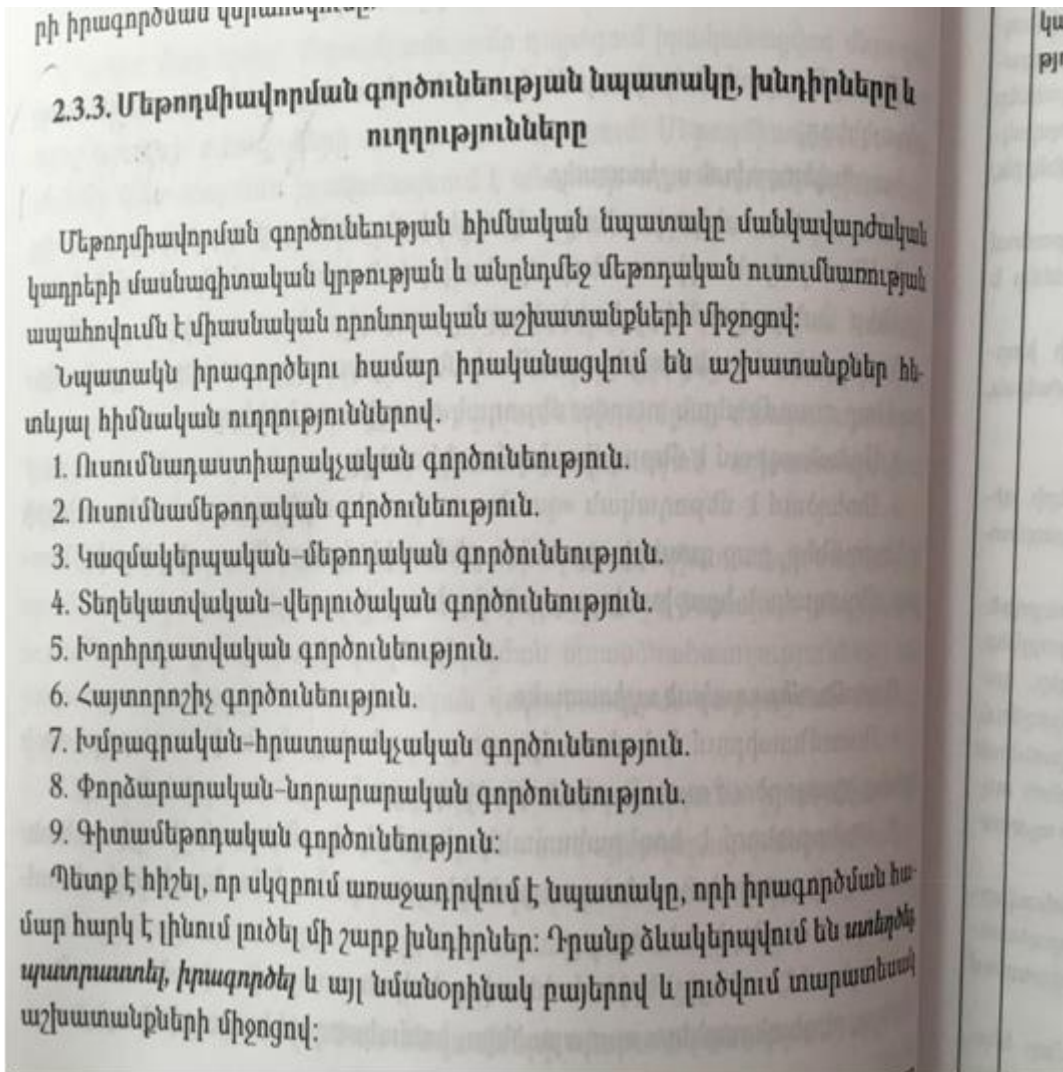 րի իրագործման
2.3.3. Մեթոդմիավորման գործունեության նպատակը, խնդիրները և
ուղղությունները
Մեթոդմիավորման գործունեության հիմնական նպատակը մանկավարժական
կադրերի մասնագիտական կրթության և անընդմեջ մեթոդական ուսումնառության
ապահովումն է միասնական որոնողական աշխատանքների միջոցով:
Նպատակն իրագործելու համար իրականացվում են աշխատանքներ հե-
տևյալ հիմնական ուղղություններով.
1. Ուսումնադաստիարակչական գործունեություն.
2. Ուսումնամեթոդական գործունեություն.
3. Կազմակերպական-մեթոդական գործունեություն.
4. Տեղեկատվական-վերլուծական գործունեություն.
5. Խորհրդատվական գործունեություն.
6. Հայտորոշիչ գործունեություն.
7. Խմբագրական-հրատարակչական գործունեություն.
8. Փորձարարական-նորարարական գործունեություն.
9. Գիտամեթոդական գործունեություն:
Պետք է հիշել, որ սկզբում առաջադրվում է նպատակը, որի իրագործման հա-
մար հարկ է լինում լուծել մի շարք խնդիրներ: Դրանք ձևակերպվում են ստեղծել,
պատրաստել, իրագործել և այլ նմանօրինակ բայերով և լուծվում տարատեսակ
աշխատանքների միջոցով: